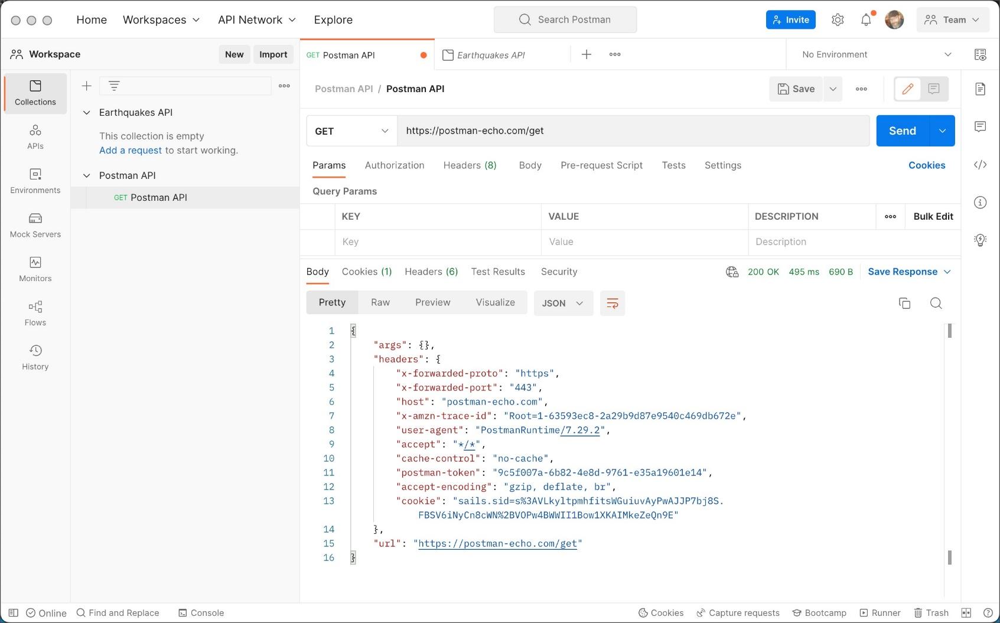 Home Workspaces API Network Explore Search Postman Invite Team
Workspace New Import
GET Postman API Earthquakes API No Environment
Collections
APIs
Environments
Mock Servers
Monitors
Flows
History
Earthquakes API
This collection is empty
Add a request to start working.
Postman API
GET Postman API
Postman API / Postman API Save
GET https://postman-echo.com/get Send
Params Authorization Headers (8) Body Pre-request Script Tests Settings Cookies
Query Params
KEY VALUE DESCRIPTION Bulk Edit
Key Value Description
Body Cookies (1) Headers (6) Test Results Security 200 OK 495 ms 690 B Save Response
Pretty Raw Preview Visualize JSON
1 {
2 "args": {},
3 "headers": {
4 "x-forwarded-proto": "https",
5 "x-forwarded-port": "443",
6 "host": "postman-echo.com",
7 "x-amzn-trace-id": "Root=1-63593ec8-2a29b9d87e9540c469db672e",
8 "user-agent": "PostmanRuntime/7.29.2",
9 "accept": "*/*",
10 "cache-control": "no-cache",
11 "postman-token": "9c5f007a-6b82-4e8d-9761-e35a19601e14",
12 "accept-encoding": "gzip, deflate, br",
13 "cookie": "sails.sid=s%3AVLkyltpmhfitsWGuiuvAyPwAJJP7bj8S.
FBSV6iNyCn8cWN%2BVOPw4BWWII1Bow1XKAIMkeZeQn9E"
14 },
15 "url": "https://postman-echo.com/get"
16 }
Online Find and Replace Console Cookies Capture requests Bootcamp Runner Trash